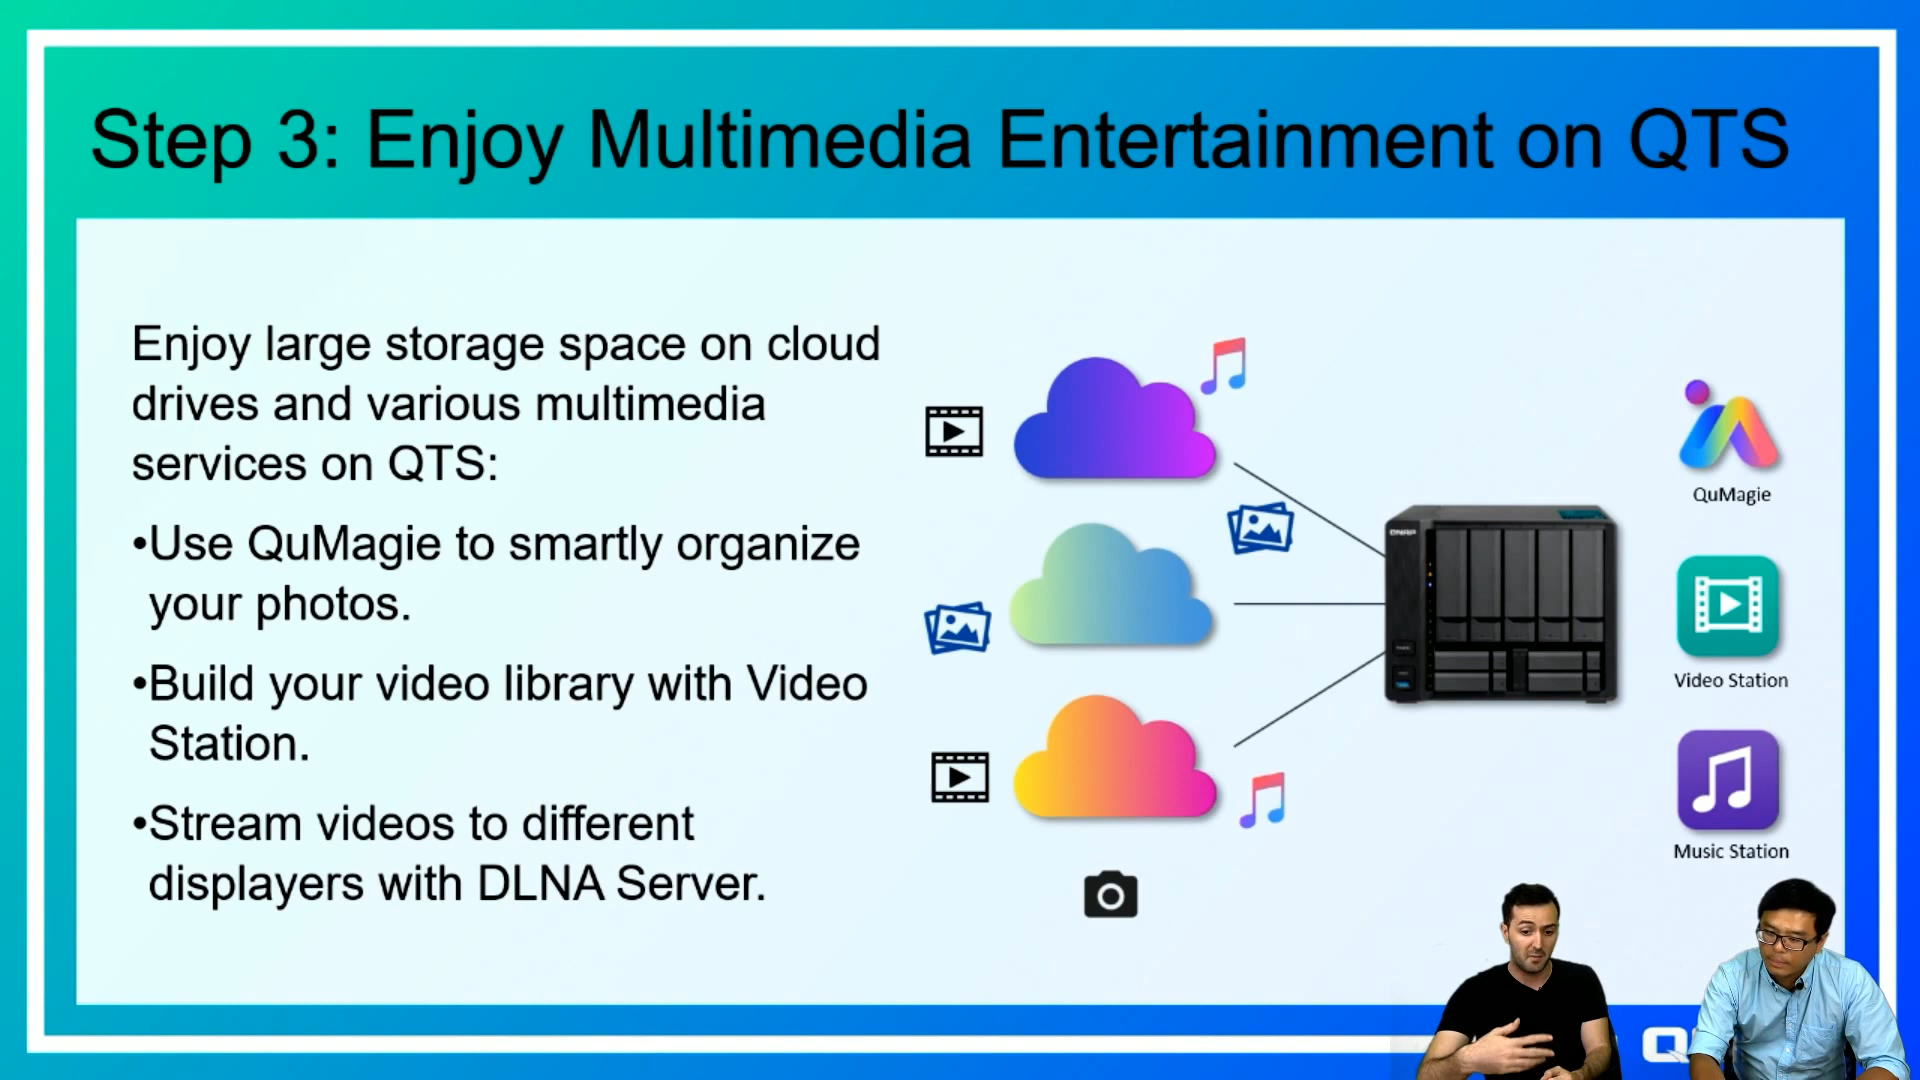 Step 3: Enjoy Multimedia Entertainment on QTS
Enjoy large storage space on cloud
drives and various multimedia
services on QTS:
•Use QuMagie to smartly organize
your photos.
•Build your video library with Video
Station.
•Stream videos to different
displayers with DLNA Server.
QNAP
QuMagie
Video Station
Music Station